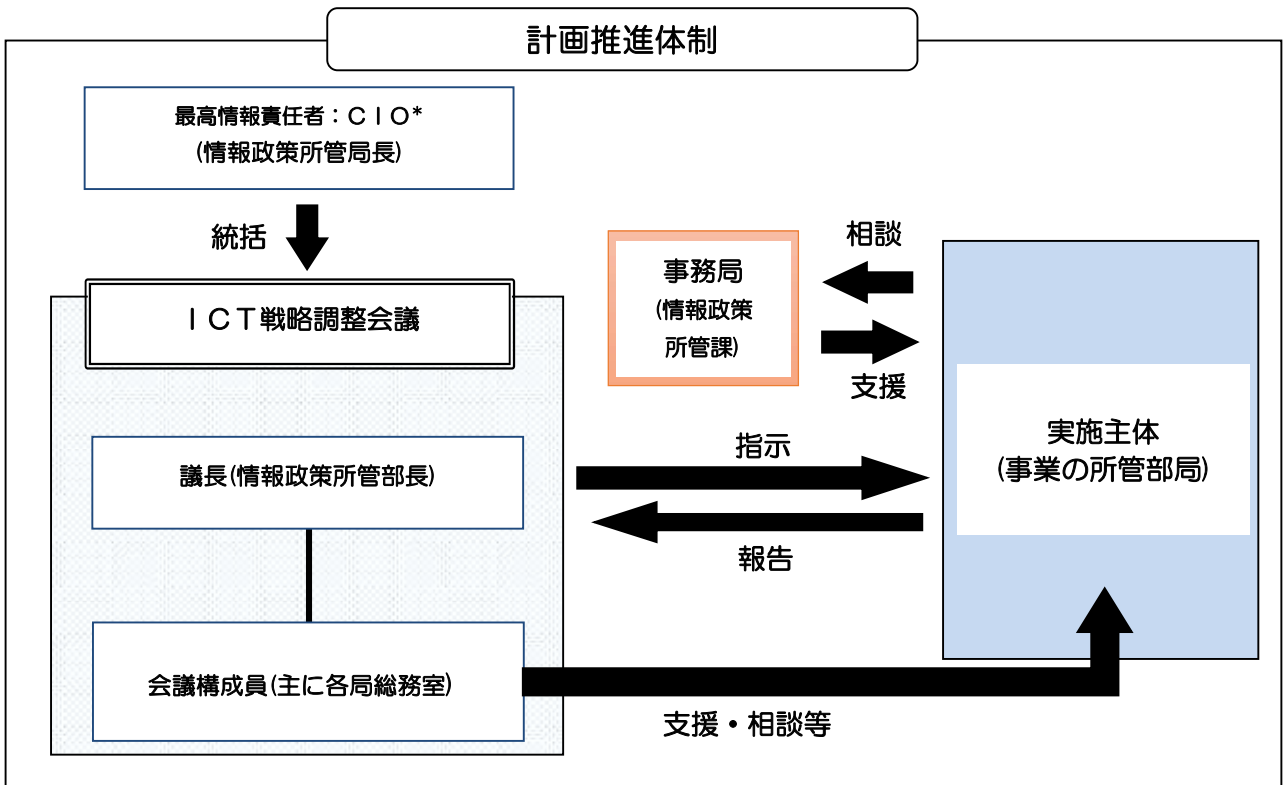 計画推進体制
最高情報責任者：ＣＩＯ*
(情報政策所管局長)
統括
ＩＣＴ戦略調整会議
議長(情報政策所管部長)
会議構成員(主に各局総務室)
事務局
(情報政策
所管課)
相談
支援
指示
報告
実施主体
(事業の所管部局)
支援・相談等